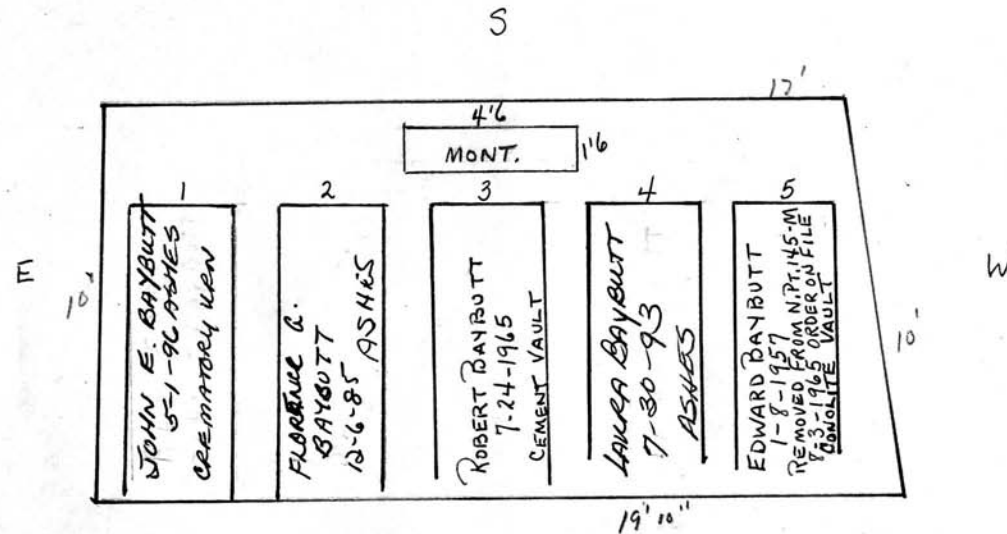 S
17'
4'6
MONT.
1'6
E
W
10'
10'
1
JOHN E. BAYBUTT
5-1-96 ASHES
CREMATORY URN
2
FLORENCE A.
BAYBUTT
12-6-85
ASHES
3
ROBERT BAYBUTT
7-24-1965
CEMENT VAULT
4
LAURA BAYBUTT
7-30-93
ASHES
5
EDWARD BAYBUTT
1-8-1957
REMOVED FROM N.PT.145-M
8-3-1965 ORDER ON FILE
CONOLITE VAULT
19' 10"